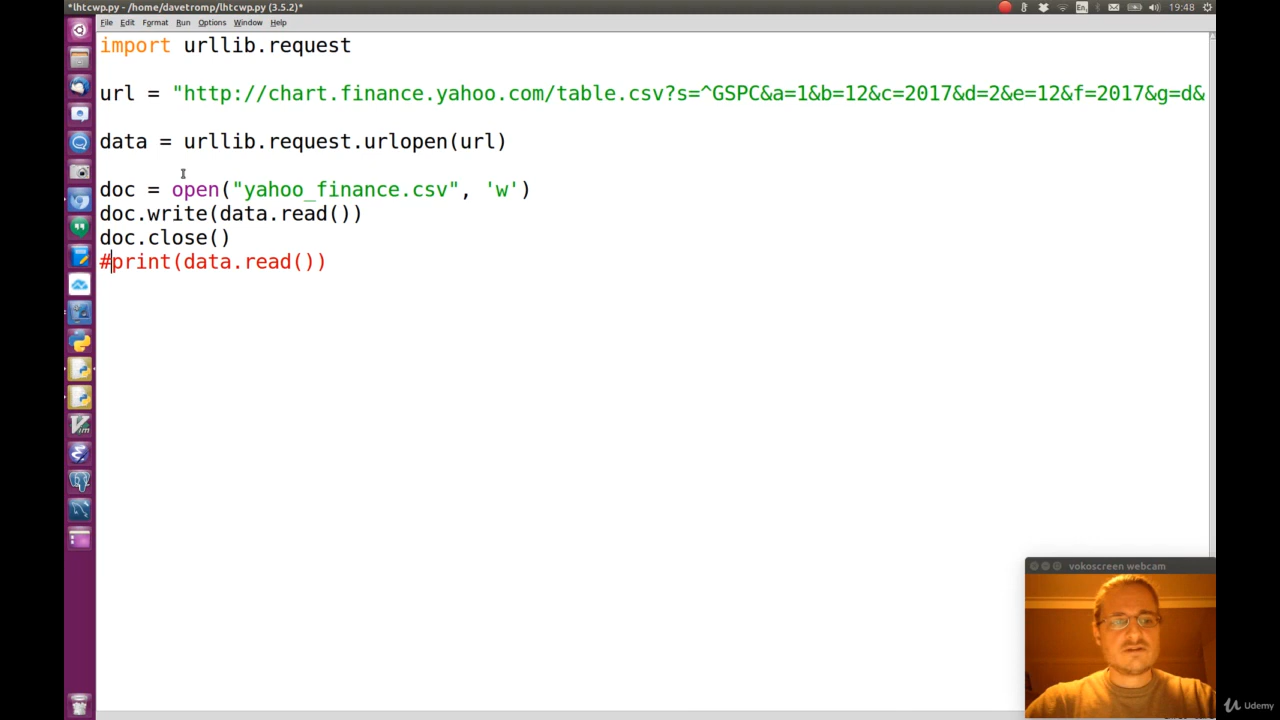 *lhtcwp.py - /home/davetromp/lhtcwp.py (3.5.2)*
En
19:48
File Edit Format Run Options Window Help
import urllib.request
url = "http://chart.finance.yahoo.com/table.csv?s=^GSPC&a=1&b=12&c=2017&d=2&e=12&f=2017&g=d&
data = urllib.request.urlopen(url)
doc = open("yahoo_finance.csv", 'w')
doc.write(data.read())
doc.close()
#print(data.read())
vokoscreen webcam
Udemy